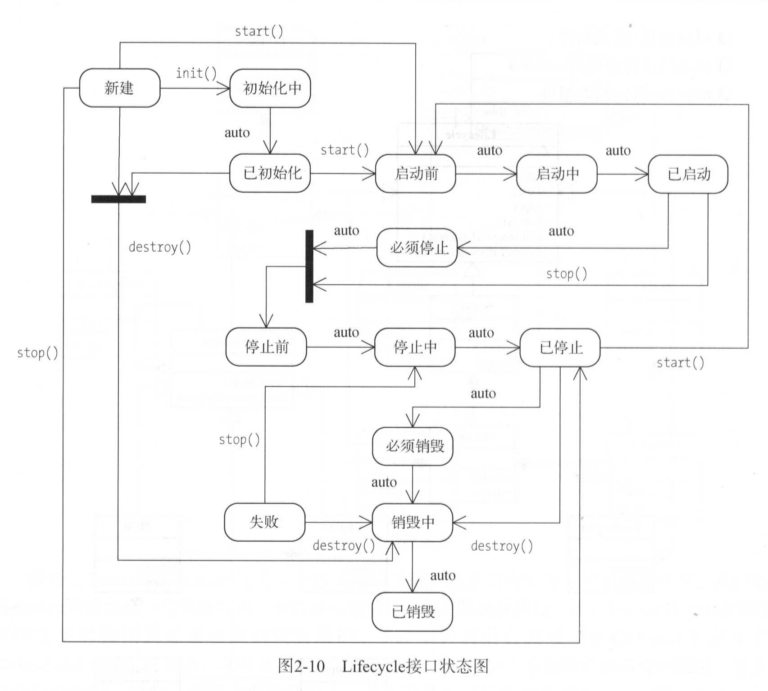 start()
新建
init()
初始化中
auto
已初始化
start()
启动前
auto
启动中
auto
已启动
destroy()
auto
必须停止
auto
stop()
停止前
auto
停止中
auto
已停止
stop()
start()
auto
stop()
必须销毁
auto
失败
销毁中
destroy()
destroy()
auto
已销毁
图2-10 Lifecycle接口状态图